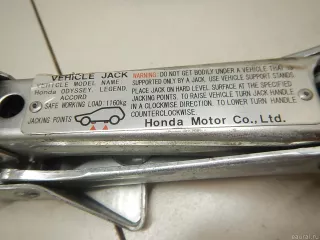 VEHICLE JACK
VEHICLE MODEL NAME
Honda ODYSSEY, LEGEND,
ACCORD
SAFE WORKING LOAD:1160kg
JACKING POINTS
WARNING: DO NOT GET BODILY UNDER A VEHICLE THAT IS
SUPPORTED ONLY BY A JACK. USE VEHICLE SUPPORT STANDS.
PLACE JACK ON HARD LEVEL SURFACE AT THE SPECIFIED
JACKING POINTS. TO RAISE VEHICLE TURN JACK HANDLE
IN A CLOCKWISE DIRECTION. TO LOWER TURN HANDLE
COUNTERCLOCKWISE.
Honda Motor Co., Ltd.